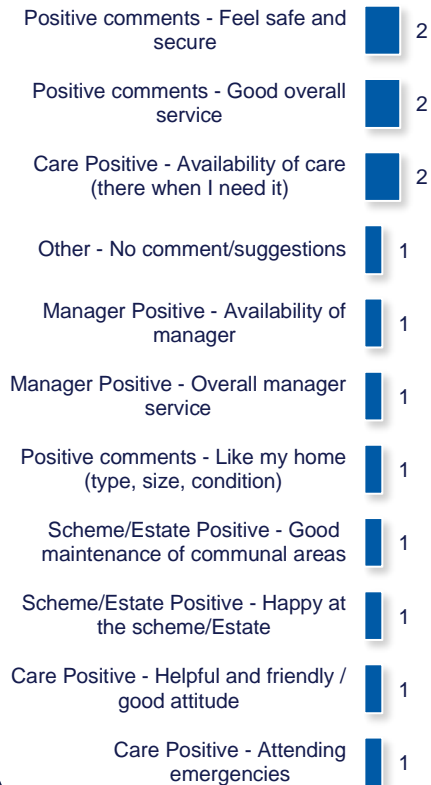 Positive comments - Feel safe and
secure
2
Positive comments - Good overall
service
2
Care Positive - Availability of care
(there when I need it)
2
Other - No comment/suggestions
1
Manager Positive - Availability of
manager
1
Manager Positive - Overall manager
service
1
Positive comments - Like my home
(type, size, condition)
1
Scheme/Estate Positive - Good
maintenance of communal areas
1
Scheme/Estate Positive - Happy at
the scheme/Estate
1
Care Positive - Helpful and friendly /
good attitude
1
Care Positive - Attending
emergencies
1